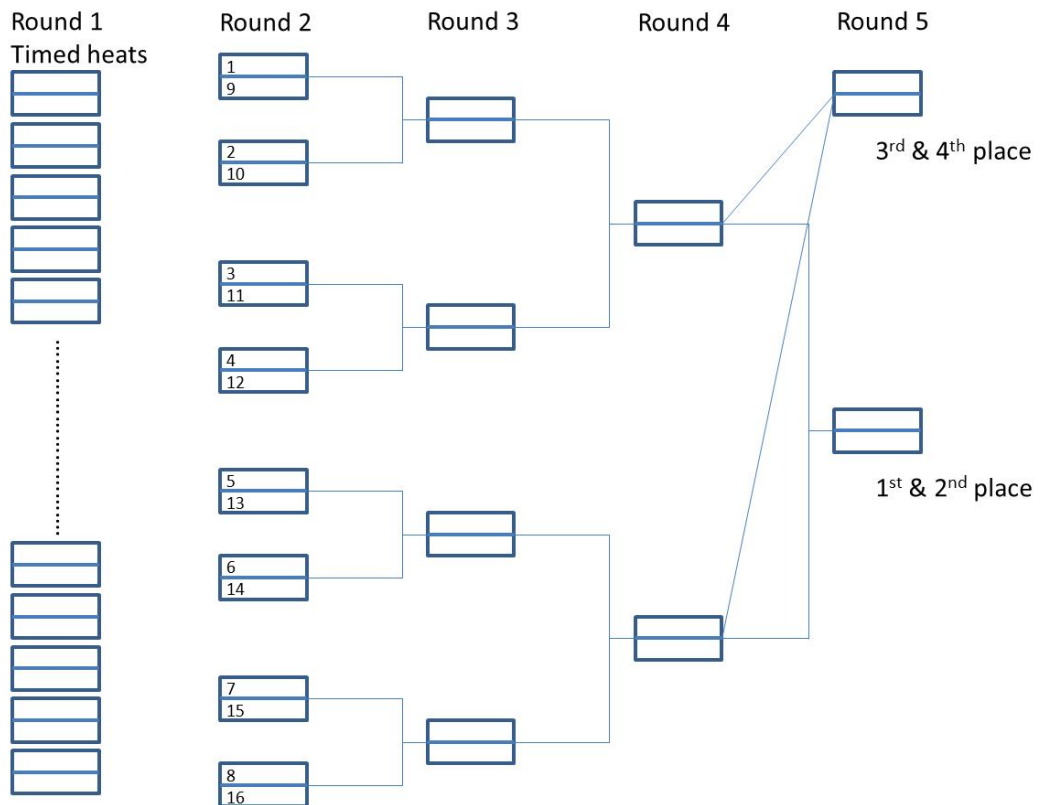 Round 1
Timed heats
Round 2
Round 3
Round 4
Round 5
1
9
2
10
3
11
4
12
5
13
6
14
7
15
8
16
3rd & 4th place
1st & 2nd place